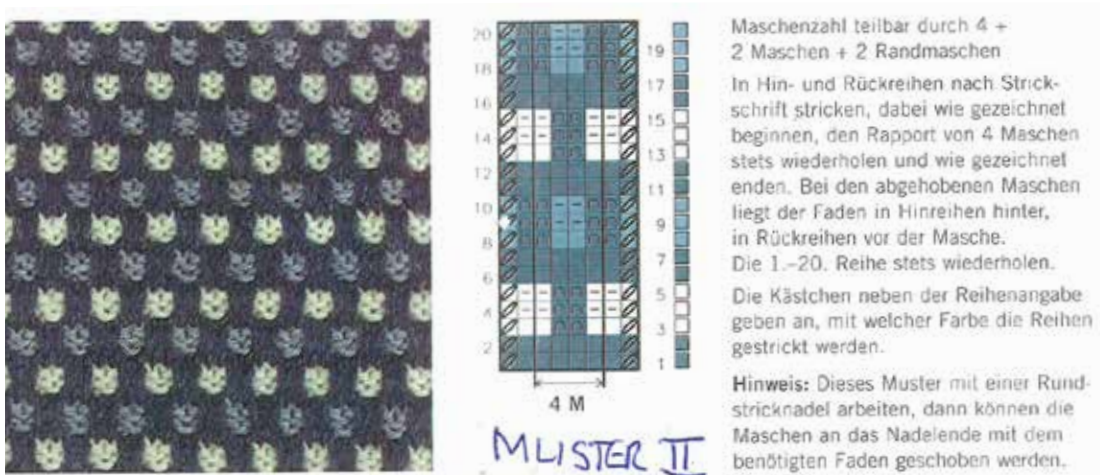 20
18
16
14
12
10
8
6
4
2
19
17
15
13
11
9
7
5
3
1
4 M
MUSTER II
Maschenzahl teilbar durch 4 +
2 Maschen + 2 Randmaschen
In Hin- und Rückreihen nach Strick-
schrift stricken, dabei wie gezeichnet
beginnen, den Rapport von 4 Maschen
stets wiederholen und wie gezeichnet
enden. Bei den abgehobenen Maschen
liegt der Faden in Hinreihen hinter,
in Rückreihen vor der Masche.
Die 1.–20. Reihe stets wiederholen.
Die Kästchen neben der Reihenangabe
geben an, mit welcher Farbe die Reihen
gestrickt werden.
Hinweis: Dieses Muster mit einer Rund-
stricknadel arbeiten, dann können die
Maschen an das Nadelende mit dem
benötigten Faden geschoben werden.